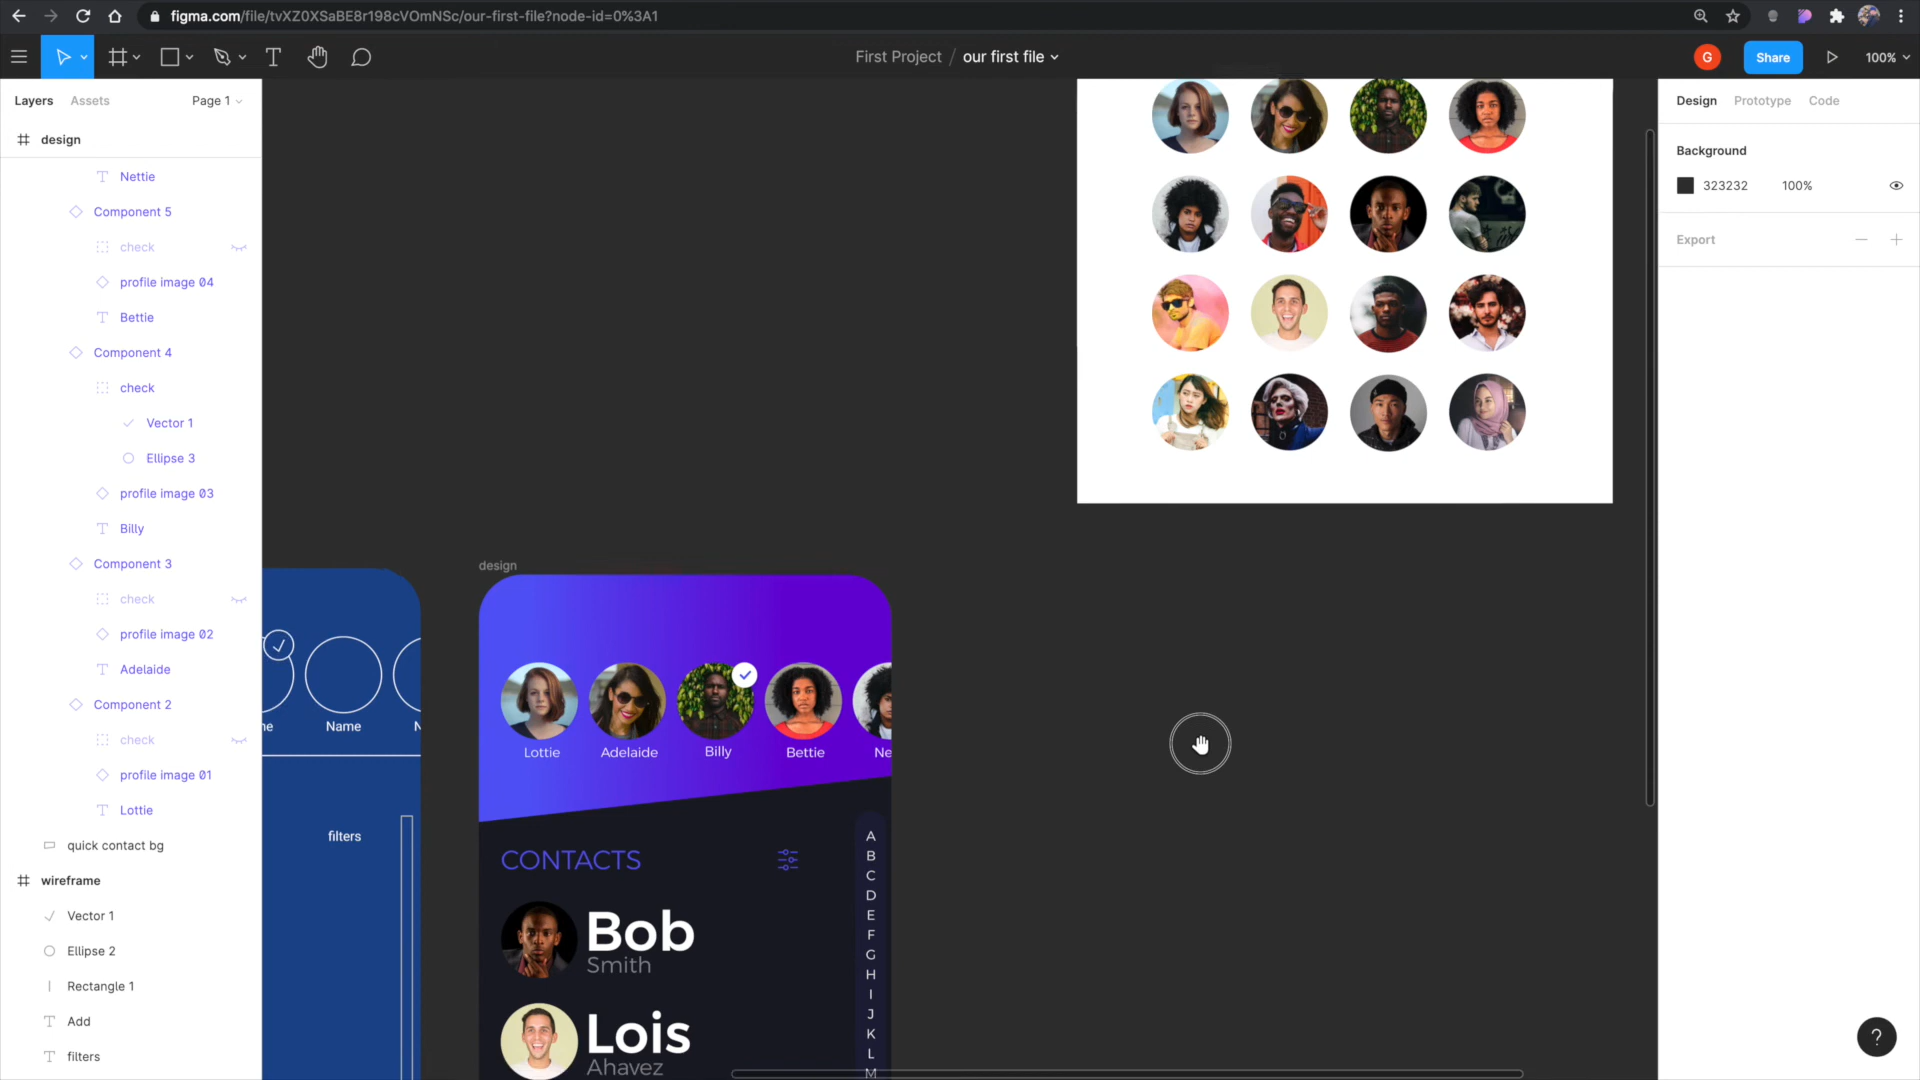 figma.com/file/tvXZ0XSaBE8r198cVOmNSc/our-first-file?node-id=0%3A1
First Project / our first file
G
Share
100%
Layers
Assets
Page 1
design
Nettie
Component 5
check
profile image 04
Bettie
Component 4
check
Vector 1
Ellipse 3
profile image 03
Billy
Component 3
check
profile image 02
Adelaide
Component 2
check
profile image 01
Lottie
quick contact bg
wireframe
Vector 1
Ellipse 2
Rectangle 1
Add
filters
ne
Name
N
filters
design
Lottie
Adelaide
Billy
Bettie
Ne
CONTACTS
Bob
Smith
Lois
Ahavez
A
B
C
D
E
F
G
H
I
J
K
L
M
Design
Prototype
Code
Background
323232
100%
Export
?